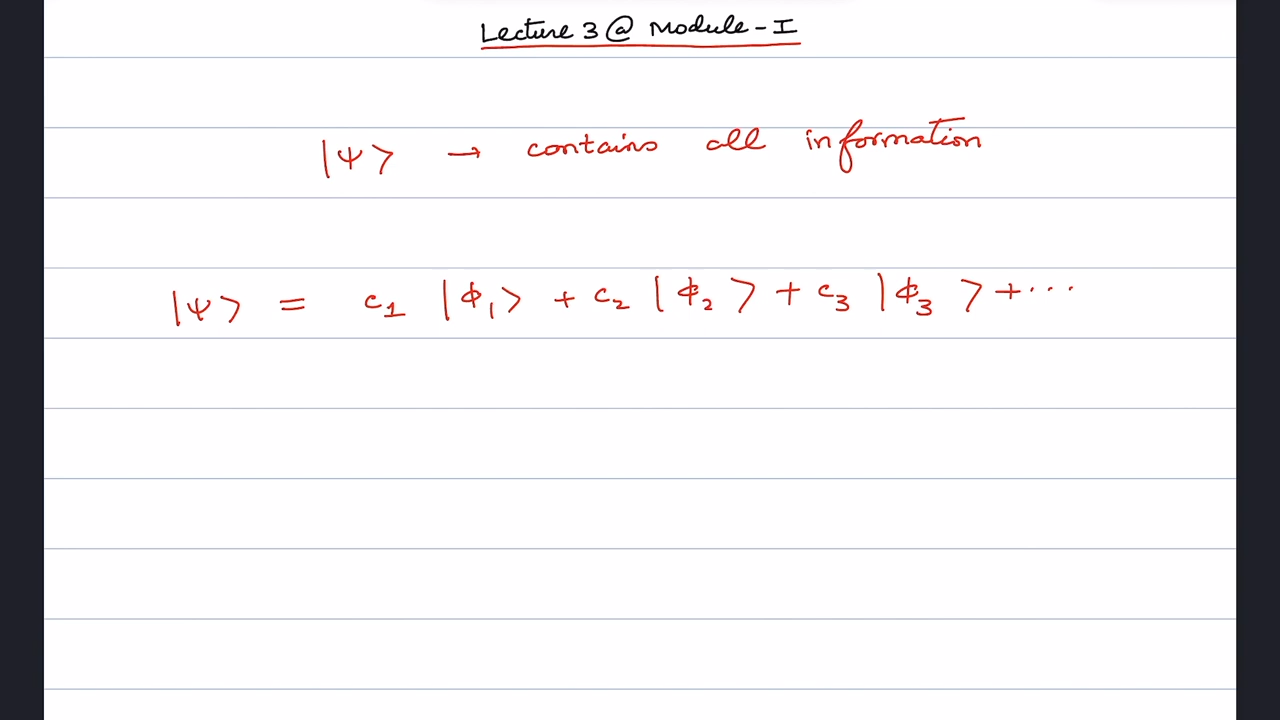 Lecture 3 @ Module - I
|ψ> → contains all information
|ψ> = c₁ |ϕ₁> + c₂ |ϕ₂> + c₃ |ϕ₃> + ...